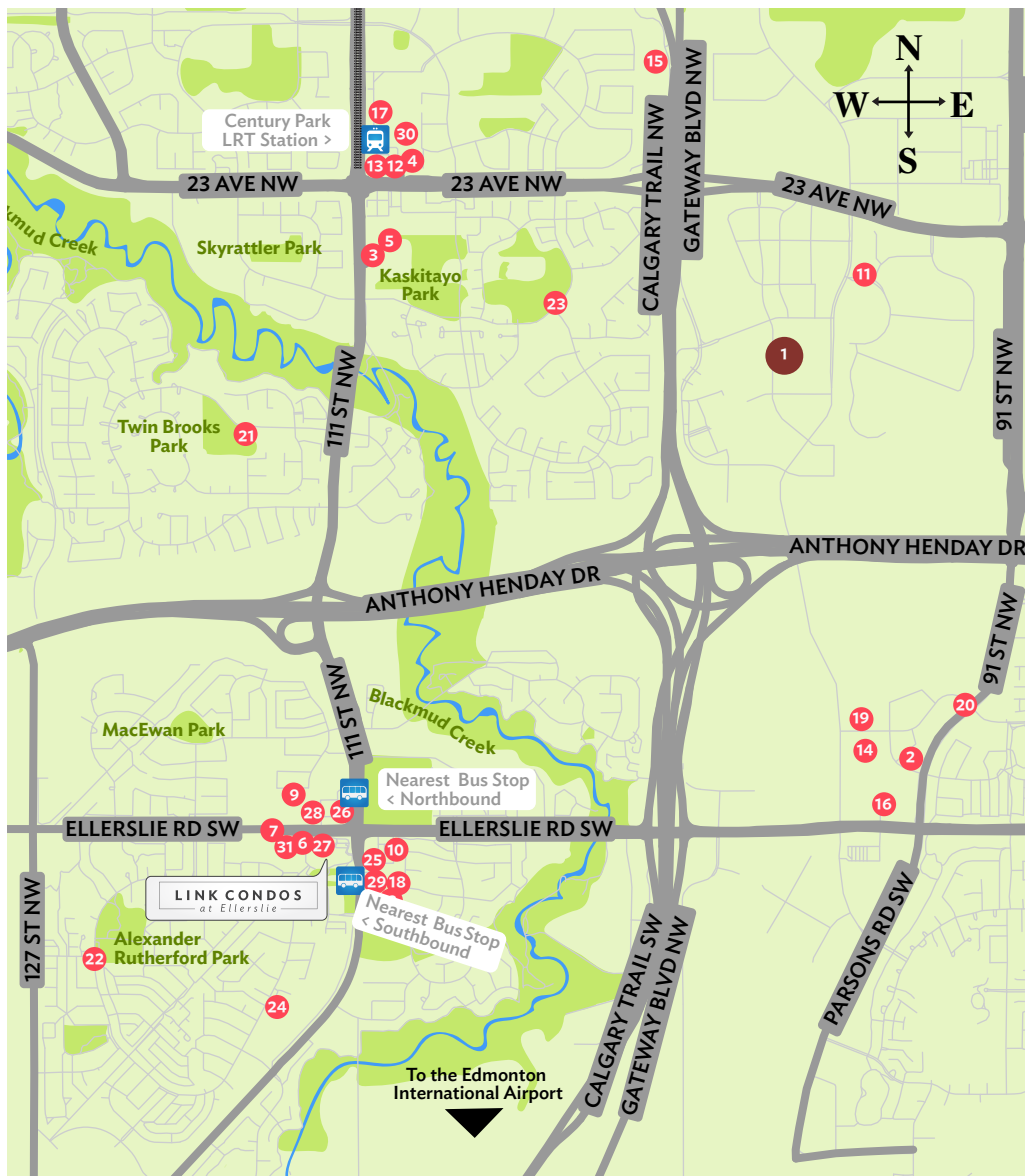 N
W E
S
15
CALGARY TRAIL NW
GATEWAY BLVD NW
17
Century Park
LRT Station >
30
13
12
4
23 AVE NW
23 AVE NW
23 AVE NW
Creek
Skyrattler Park
5
3
Kaskitayo
Park
23
11
1
91 ST NW
111 ST NW
Twin Brooks
Park
21
ANTHONY HENDAY DR
ANTHONY HENDAY DR
91 ST NW
111 ST NW
Blackmud Creek
MacEwan Park
20
19
14
2
16
Nearest Bus Stop
< Northbound
9
28
26
ELLERSLIE RD SW
7
ELLERSLIE RD SW
31
6
27
10
25
29
18
LINK CONDOS
at Ellerslie
Nearest Bus Stop
< Southbound
127 ST NW
Alexander
Rutherford Park
22
24
CALGARY TRAIL SW
GATEWAY BLVD NW
PARSONS RD SW
To the Edmonton
International Airport